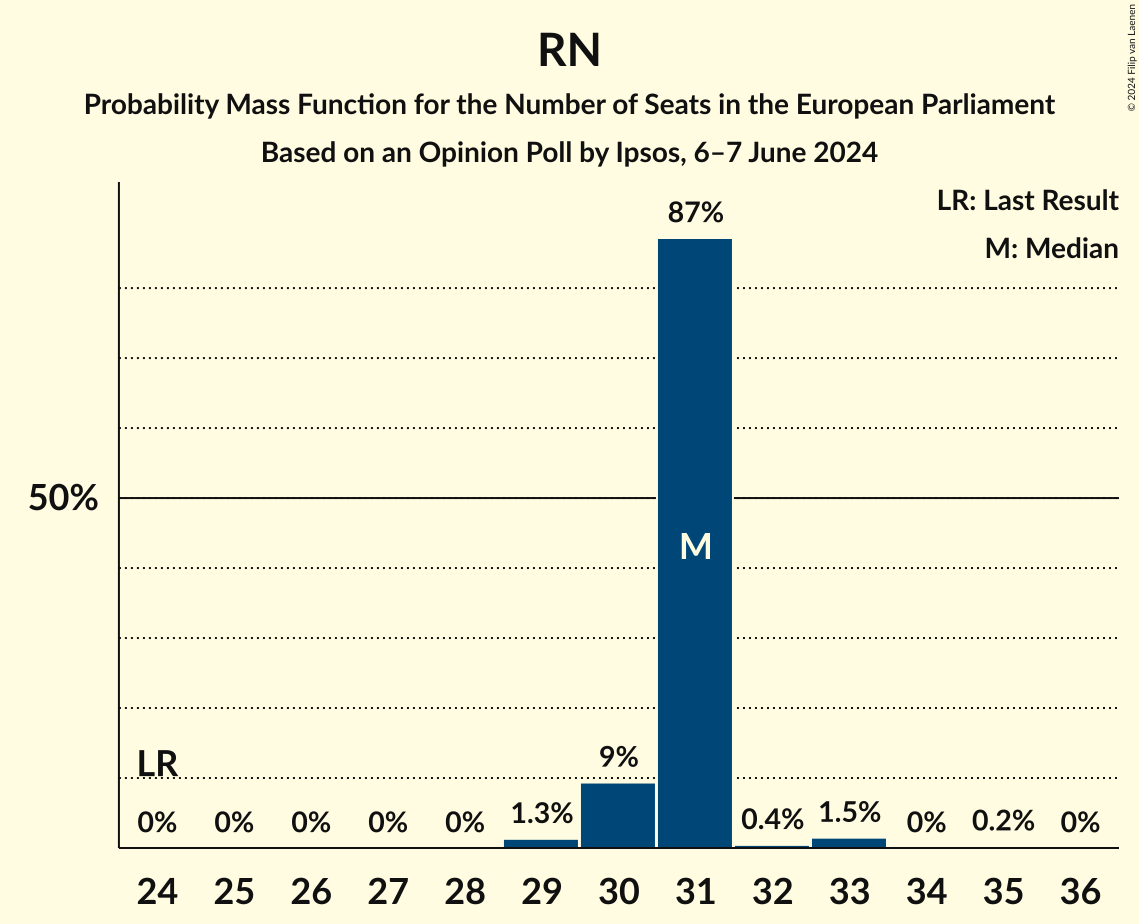 RN
Probability Mass Function for the Number of Seats in the European Parliament
Based on an Opinion Poll by Ipsos, 6–7 June 2024
© 2024 Filip van Laenen
LR: Last Result
M: Median
87%
50%
M
LR
9%
0% 0% 0% 0% 0% 1.3% 0.4% 1.5% 0% 0.2% 0%
24 25 26 27 28 29 30 31 32 33 34 35 36